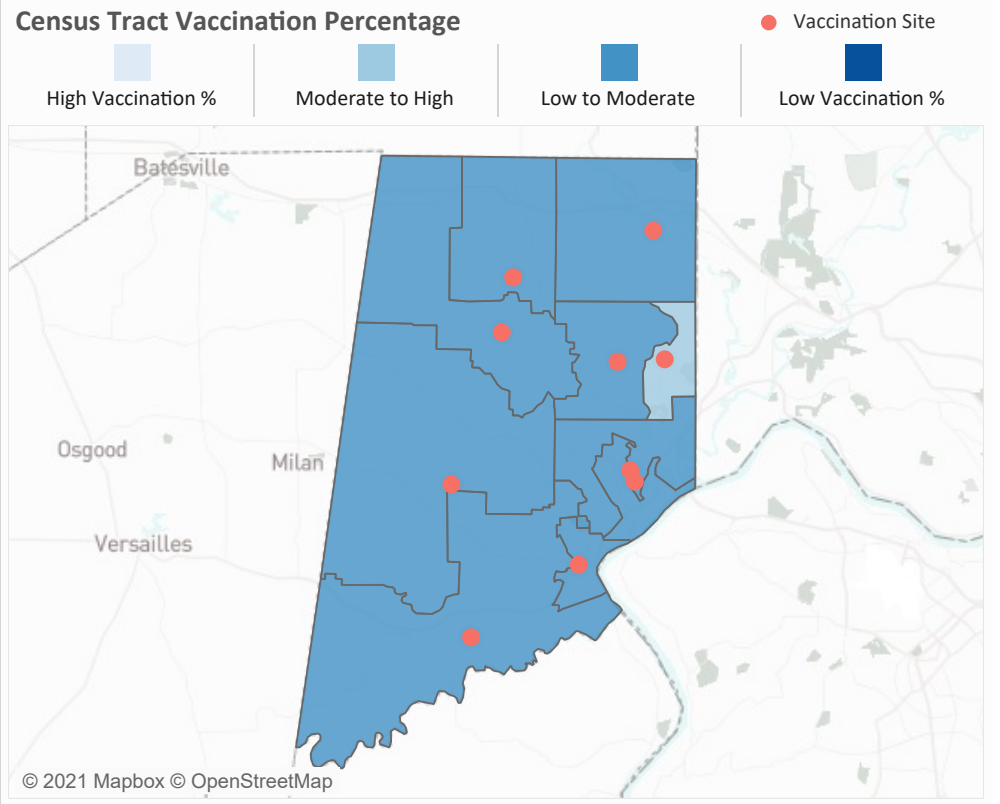 Census Tract Vaccination Percentage
Vaccination Site
High Vaccination %
Moderate to High
Low to Moderate
Low Vaccination %
Batesville
Osgood
Milan
Versailles
© 2021 Mapbox © OpenStreetMap